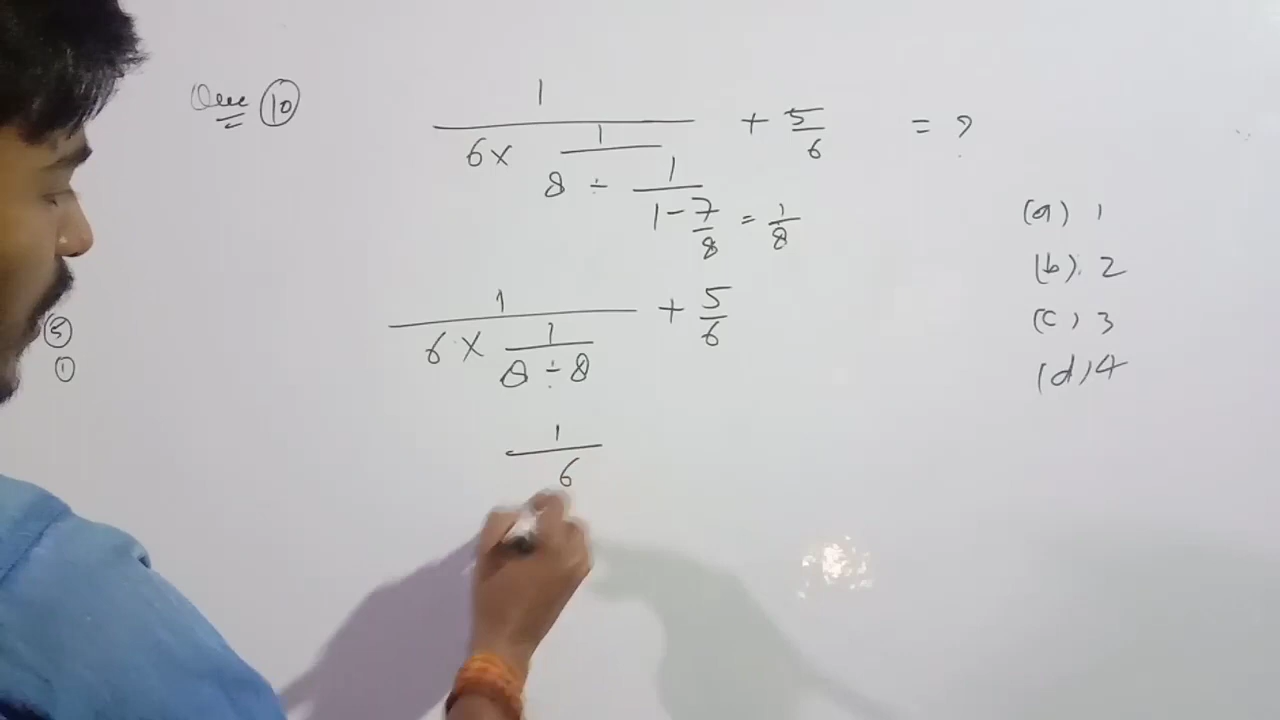 Que 10
1
6 × 1 + 5/6 = ?
8 ÷ 1
1 - 7/8 = 1/8
(a) 1
(b) 2
(c) 3
(d) 4
1
6 × 1 + 5/6
8 ÷ 8
5
1
1
6